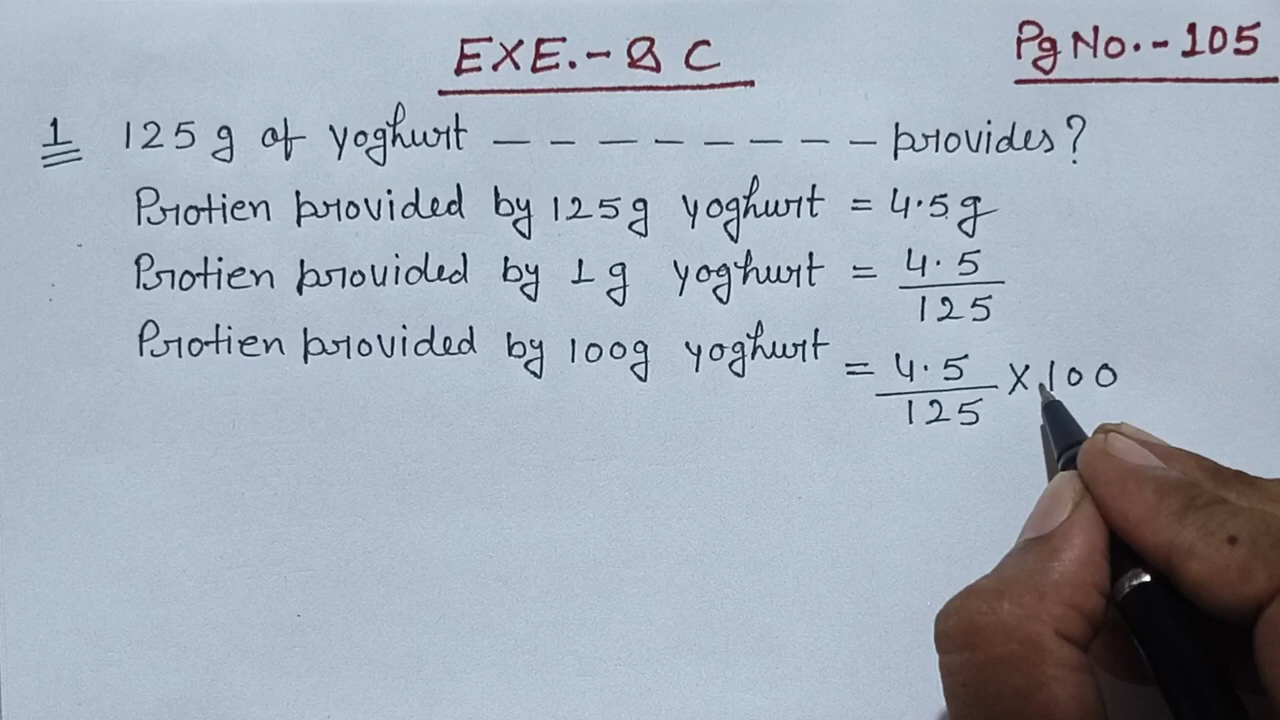 EXE.-8 C
Pg No.-105
1 125 g of yoghurt - - - - - - - - - provides?
Protien provided by 125g yoghurt = 4.5g
Protien provided by 1 g yoghurt = 4.5/125
Protien provided by 100g yoghurt = 4.5/125 × 100